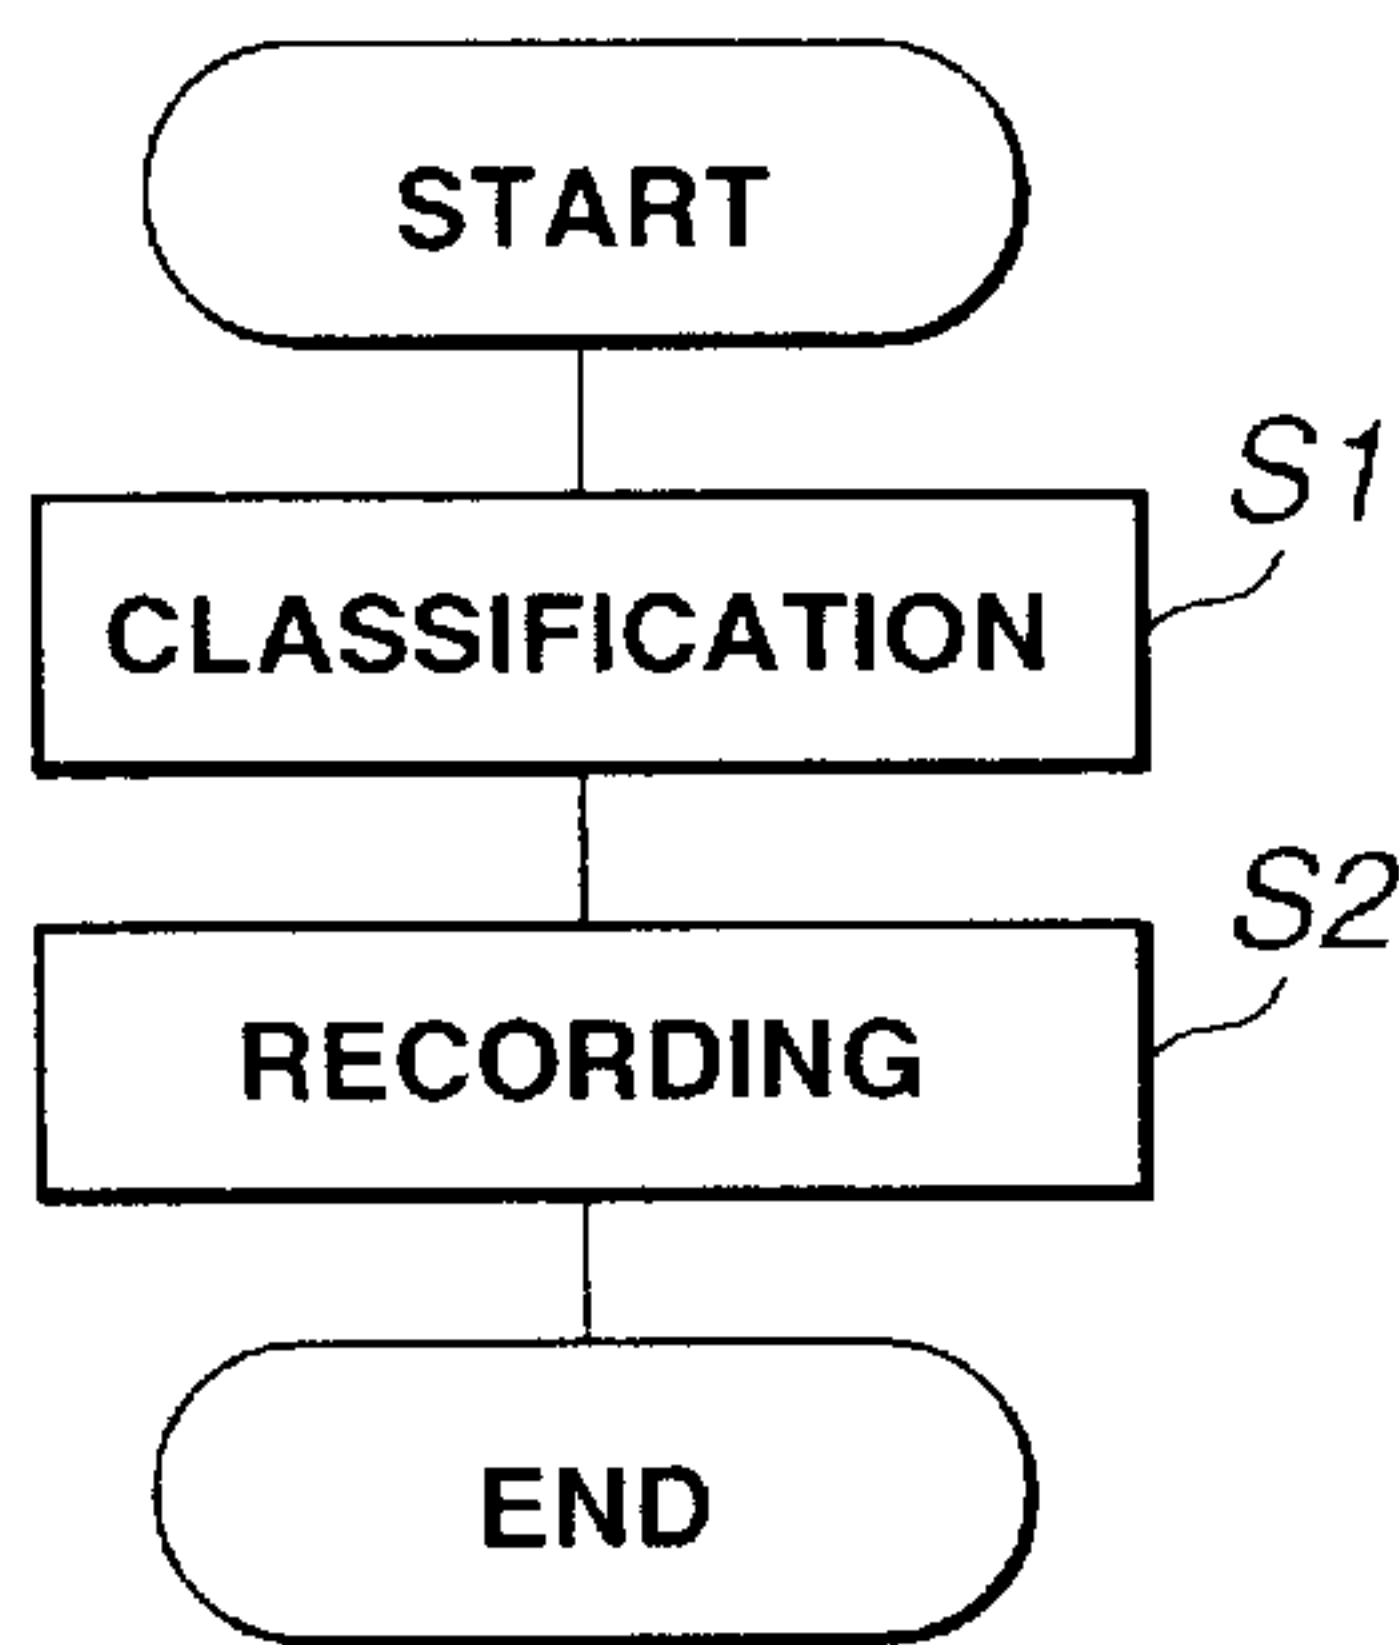 START
S1
CLASSIFICATION
S2
RECORDING
END